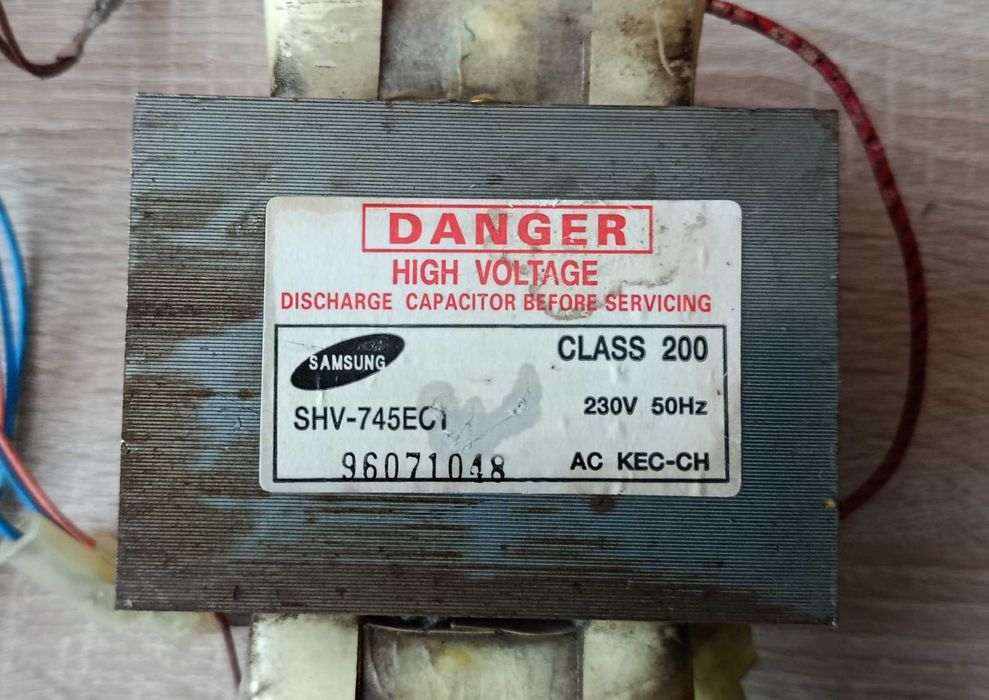 DANGER
HIGH VOLTAGE
DISCHARGE CAPACITOR BEFORE SERVICING
SAMSUNG
CLASS 200
SHV-745EC1
230V 50Hz
96071048
AC KEC-CH